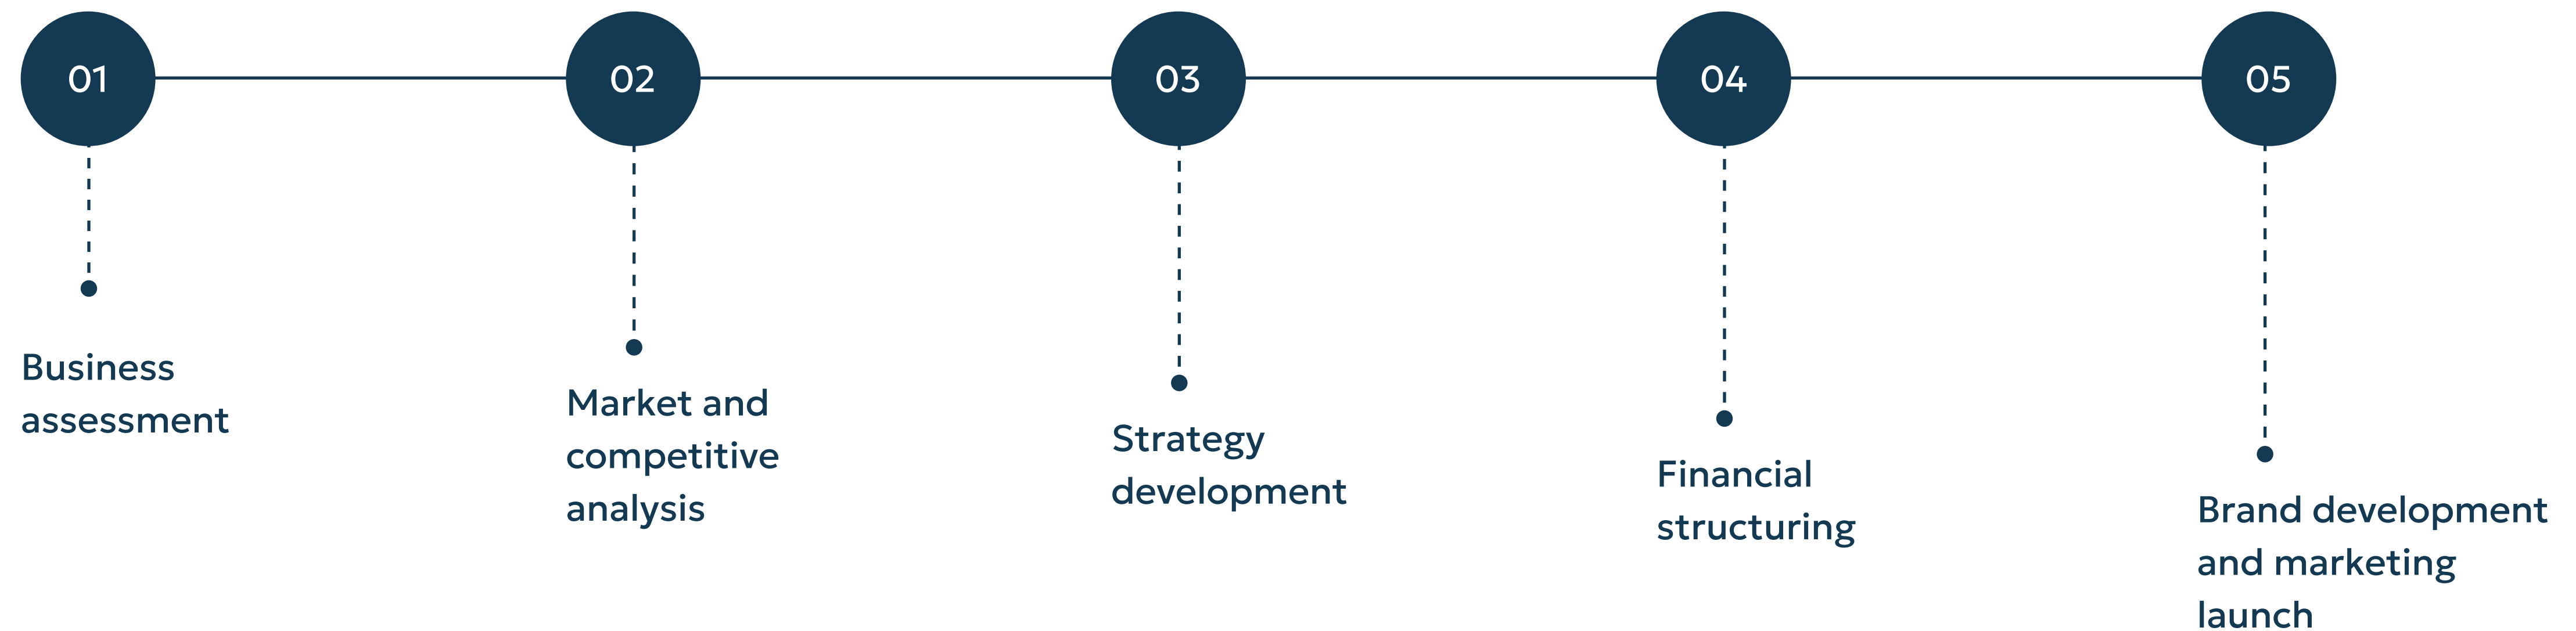 01
02
03
04
05
Business
assessment
Market and
competitive
analysis
Strategy
development
Financial
structuring
Brand development
and marketing
launch